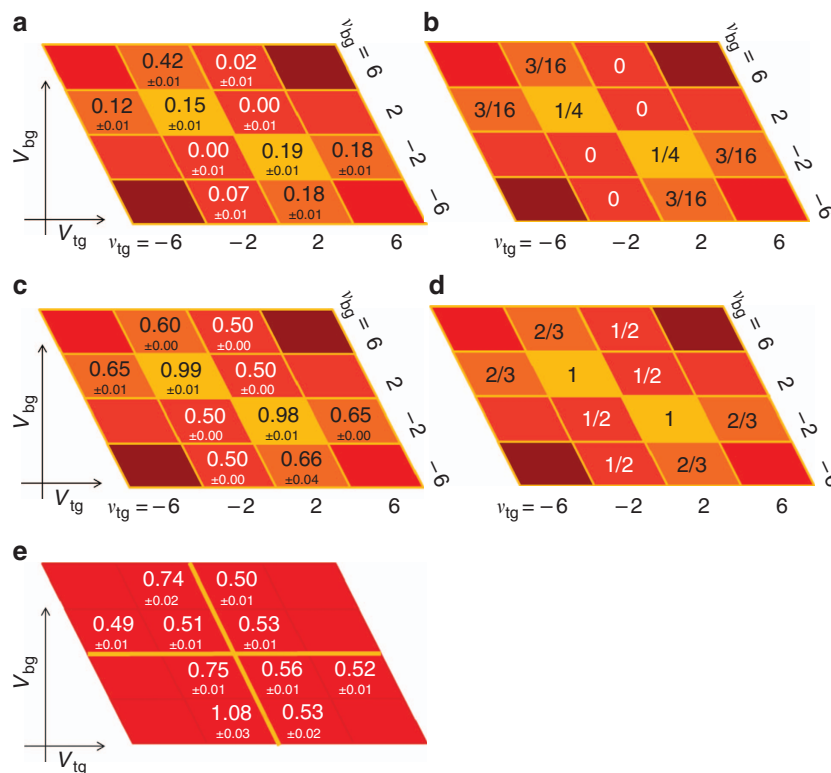 a
0.42 0.02
±0.01 ±0.01
0.12 0.15 0.00
±0.01 ±0.01 ±0.01
0.00 0.19 0.18
±0.01 ±0.01 ±0.01
0.07 0.18
±0.01 ±0.01
V_bg
V_tg
ν_tg = −6 −2 2 6
ν_bg = 6 2 −2 −6
b
3/16 0
3/16 1/4 0
0 1/4 3/16
0 3/16
ν_tg = −6 −2 2 6
ν_bg = 6 2 −2 −6
c
0.60 0.50
±0.00 ±0.00
0.65 0.99 0.50
±0.01 ±0.01 ±0.00
0.50 0.98 0.65
±0.00 ±0.01 ±0.00
0.50 0.66
±0.00 ±0.04
V_bg
V_tg
ν_tg = −6 −2 2 6
ν_bg = 6 2 −2 −6
d
2/3 1/2
2/3 1 1/2
1/2 1 2/3
1/2 2/3
ν_tg = −6 −2 2 6
ν_bg = 6 2 −2 −6
e
0.74 0.50
±0.02 ±0.01
0.49 0.51 0.53
±0.01 ±0.01 ±0.01
0.75 0.56 0.52
±0.01 ±0.01 ±0.01
1.08 0.53
±0.03 ±0.02
V_bg
V_tg